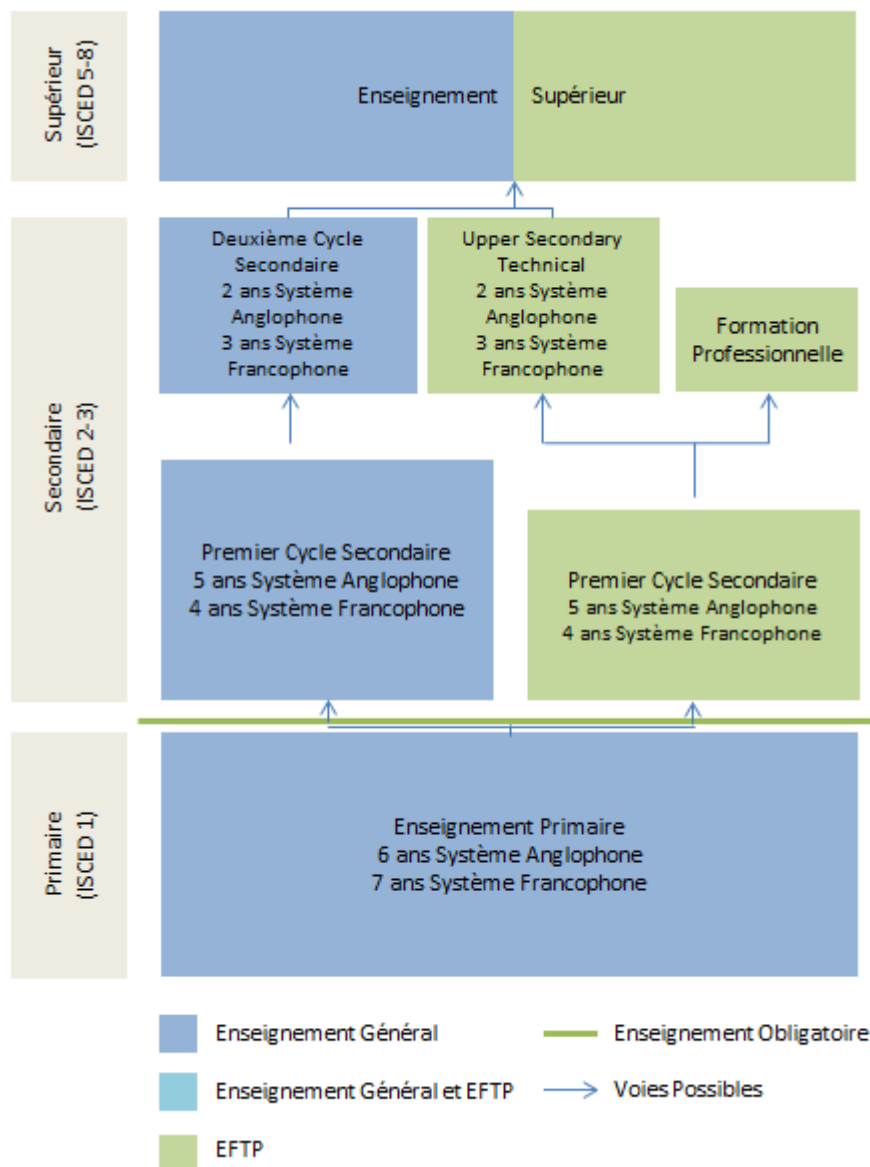 Supérieur
(ISCED 5-8)
Enseignement Supérieur
Secondaire
(ISCED 2-3)
Deuxième Cycle
Secondaire
2 ans Système
Anglophone
3 ans Système
Francophone
Upper Secondary
Technical
2 ans Système
Anglophone
3 ans Système
Francophone
Formation
Professionnelle
Premier Cycle Secondaire
5 ans Système Anglophone
4 ans Système Francophone
Premier Cycle Secondaire
5 ans Système Anglophone
4 ans Système Francophone
Primaire
(ISCED 1)
Enseignement Primaire
6 ans Système Anglophone
7 ans Système Francophone
Enseignement Général
Enseignement Obligatoire
Enseignement Général et EFTP
Voies Possibles
EFTP